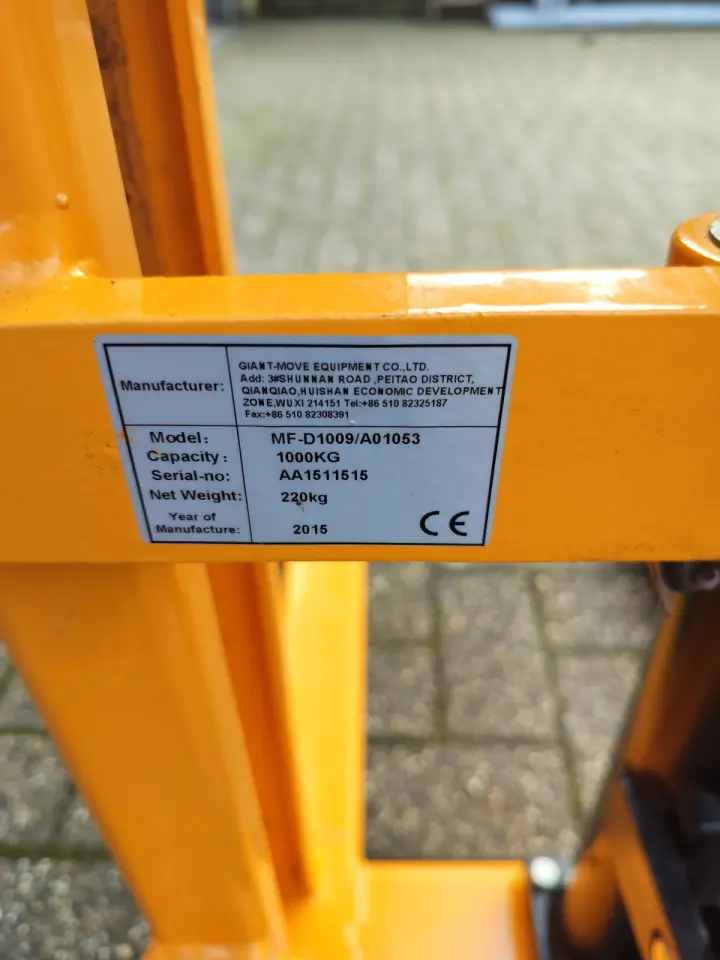 Manufacturer:
GIANT-MOVE EQUIPMENT CO.,LTD.
Add: 3#SHUNNAN ROAD ,PEITAO DISTRICT,
QIANQIAO,HUISHAN ECONOMIC DEVELOPMENT
ZONE,WUXI 214151 Tel:+86 510 82325187
Fax:+86 510 82308391
Model: MF-D1009/A01053
Capacity: 1000KG
Serial-no: AA1511515
Net Weight: 220kg
Year of
Manufacture: 2015 CE